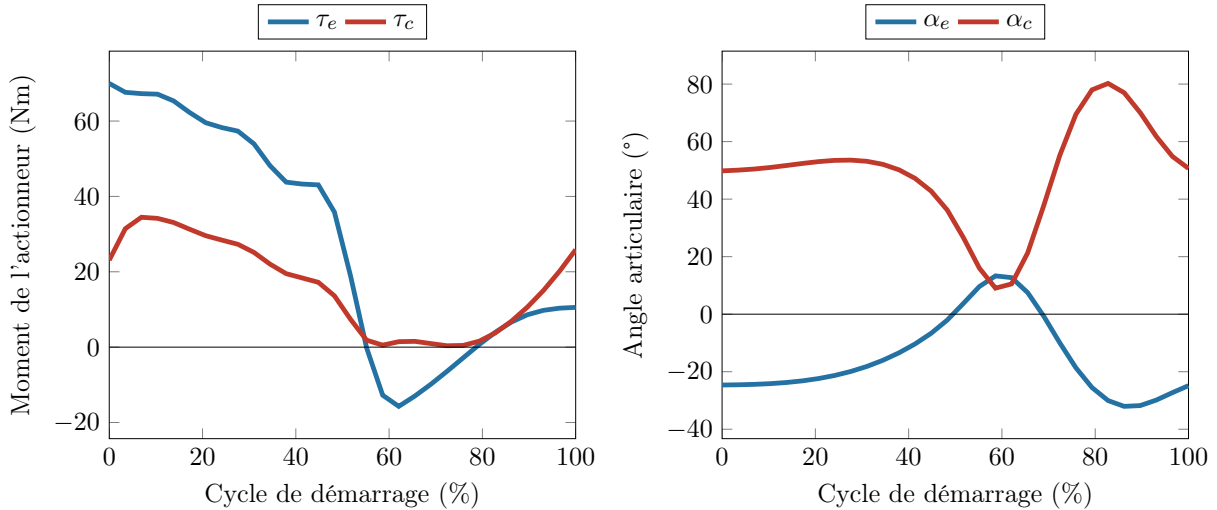 τe τc
60
40
20
0
−20
0 20 40 60 80 100
Moment de l'actionneur (Nm)
Cycle de démarrage (%)
αe αc
80
60
40
20
0
−20
−40
0 20 40 60 80 100
Angle articulaire (°)
Cycle de démarrage (%)